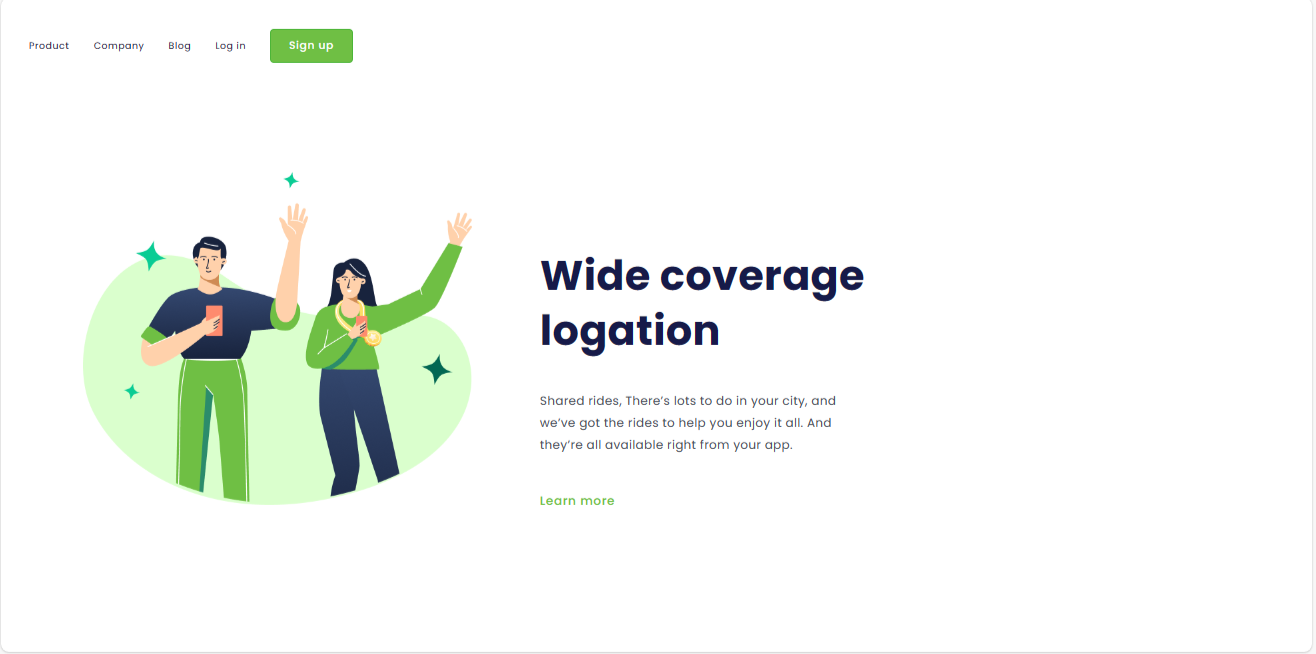 Product Company Blog Log in Sign up
Wide coverage
logation
Shared rides, There’s lots to do in your city, and
we’ve got the rides to help you enjoy it all. And
they’re all available right from your app.
Learn more